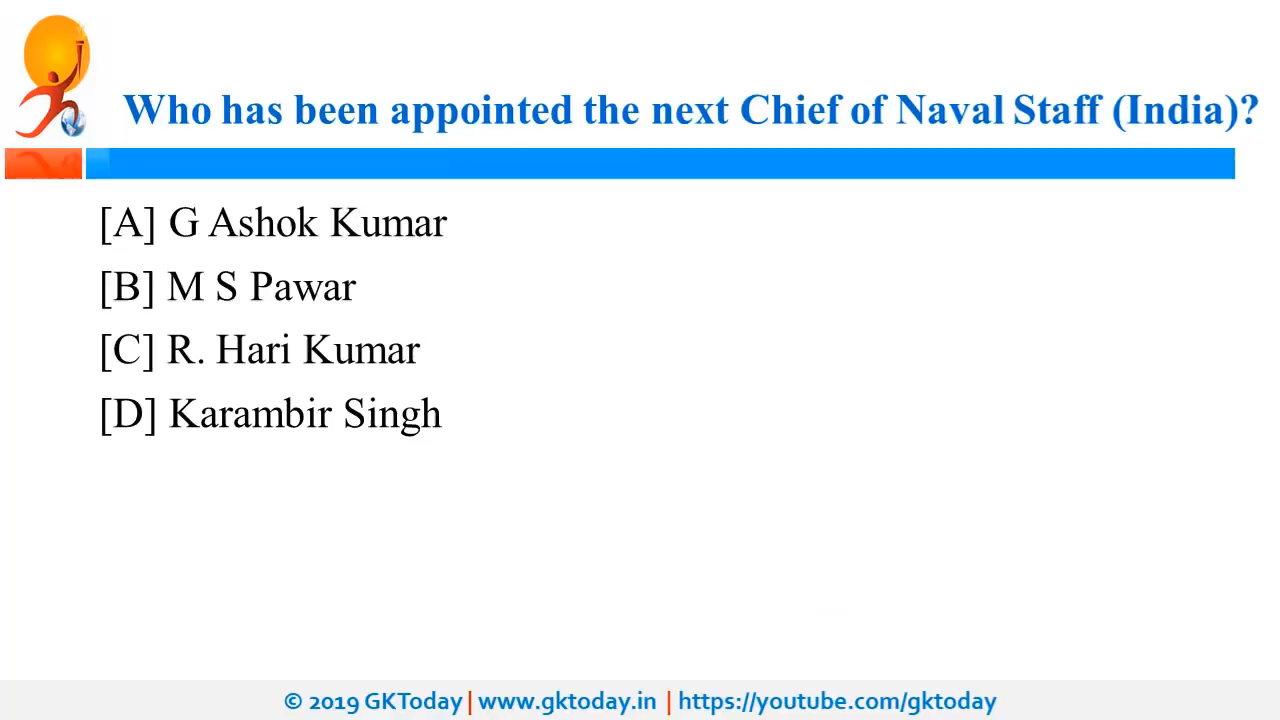 Who has been appointed the next Chief of Naval Staff (India)?
[A] G Ashok Kumar
[B] M S Pawar
[C] R. Hari Kumar
[D] Karambir Singh
© 2019 GKToday | www.gktoday.in | https://youtube.com/gktoday